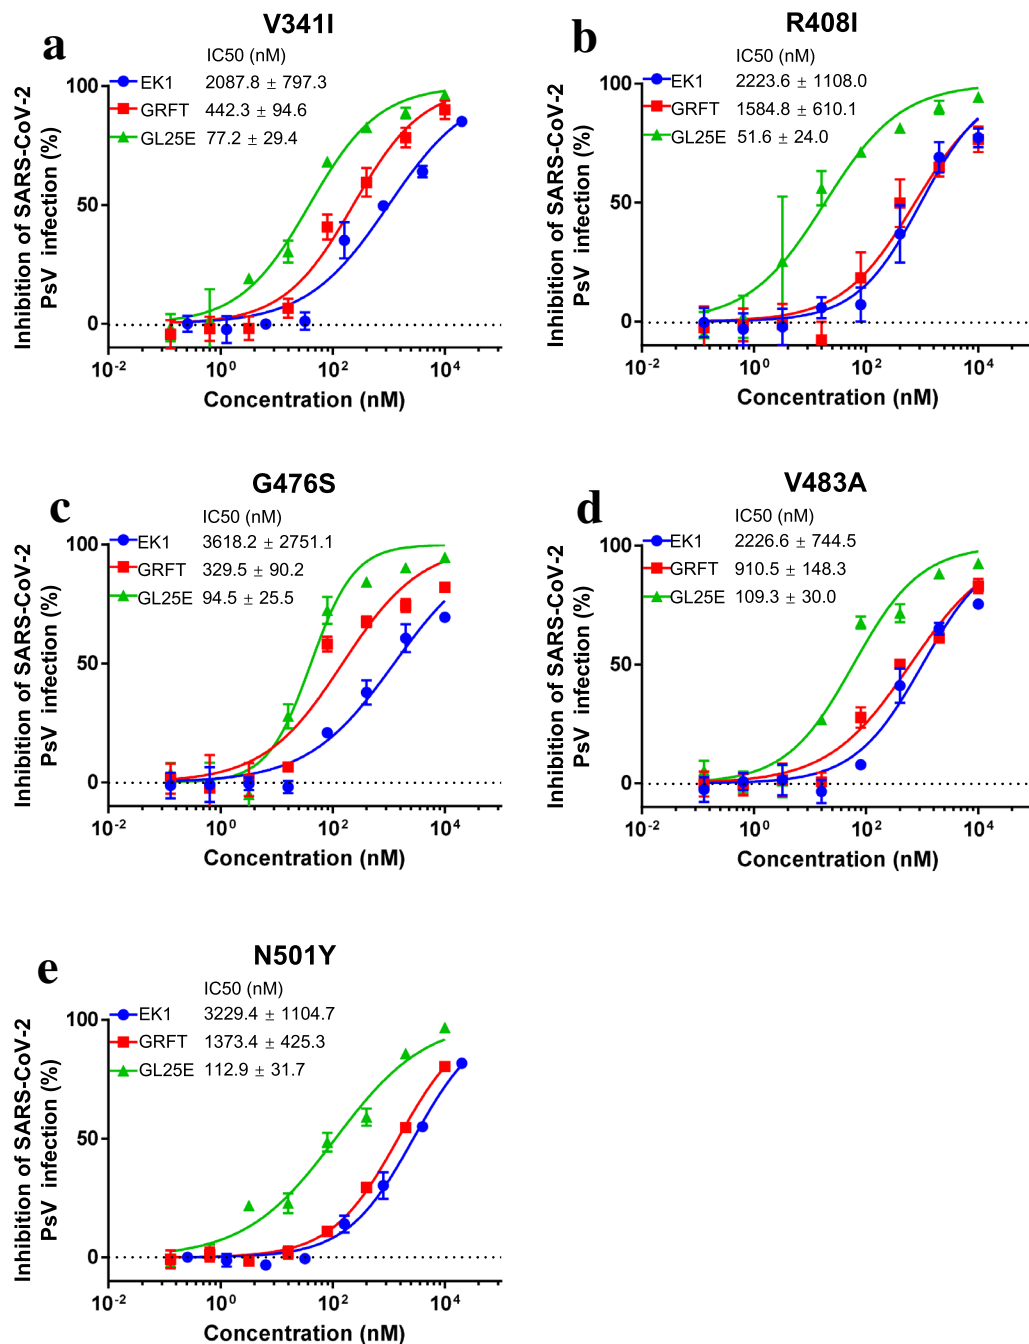 a
V341I
IC50 (nM)
EK1 2087.8 ± 797.3
GRFT 442.3 ± 94.6
GL25E 77.2 ± 29.4
Inhibition of SARS-CoV-2
PsV infection (%)
100
50
0
10-2 100 102 104
Concentration (nM)
b
R408I
IC50 (nM)
EK1 2223.6 ± 1108.0
GRFT 1584.8 ± 610.1
GL25E 51.6 ± 24.0
Inhibition of SARS-CoV-2
PsV infection (%)
100
50
0
10-2 100 102 104
Concentration (nM)
c
G476S
IC50 (nM)
EK1 3618.2 ± 2751.1
GRFT 329.5 ± 90.2
GL25E 94.5 ± 25.5
Inhibition of SARS-CoV-2
PsV infection (%)
100
50
0
10-2 100 102 104
Concentration (nM)
d
V483A
IC50 (nM)
EK1 2226.6 ± 744.5
GRFT 910.5 ± 148.3
GL25E 109.3 ± 30.0
Inhibition of SARS-CoV-2
PsV infection (%)
100
50
0
10-2 100 102 104
Concentration (nM)
e
N501Y
IC50 (nM)
EK1 3229.4 ± 1104.7
GRFT 1373.4 ± 425.3
GL25E 112.9 ± 31.7
Inhibition of SARS-CoV-2
PsV infection (%)
100
50
0
10-2 100 102 104
Concentration (nM)